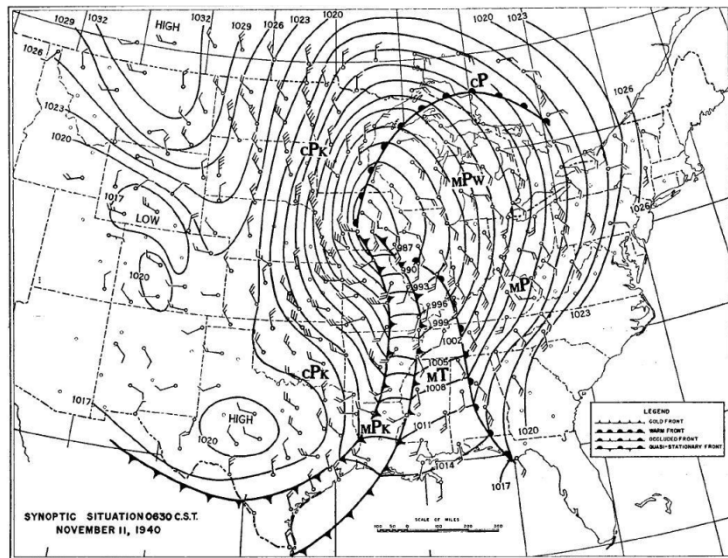 1029
1032
HIGH
1032
1029
1026
1023
1020
1020
1023
1026
cP
1026
1023
cPK
1020
MPW
1017
LOW
1026
987
990
1020
993
MP
996
1023
999
1002
1005
cPK
MT
1008
1017
HIGH
MPK
1011
1020
1020
1014
1017
LEGEND
COLD FRONT
WARM FRONT
OCCLUDED FRONT
QUASI-STATIONARY FRONT
SYNOPTIC SITUATION 0630 C.S.T.
NOVEMBER 11, 1940
SCALE OF MILES